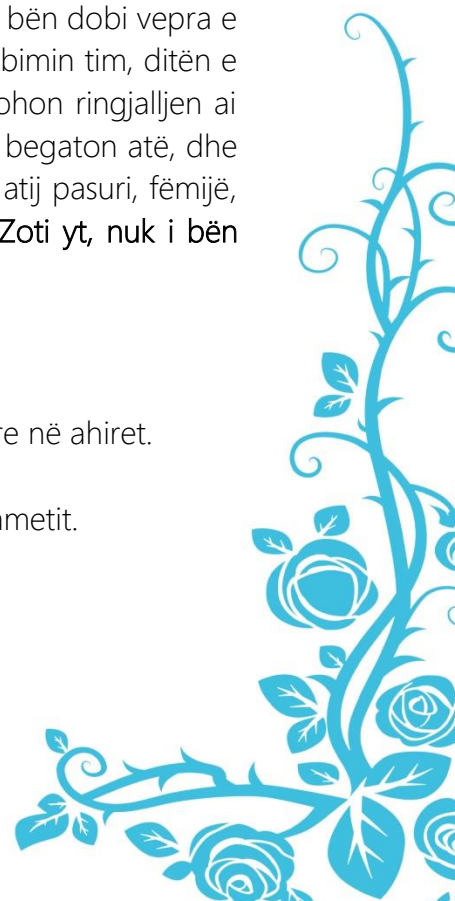 bën dobi vepra e
bimin tim, ditën e
ohon ringjalljen ai
begaton atë, dhe
atij pasuri, fëmijë,
Zoti yt, nuk i bën
re në ahiret.
metit.